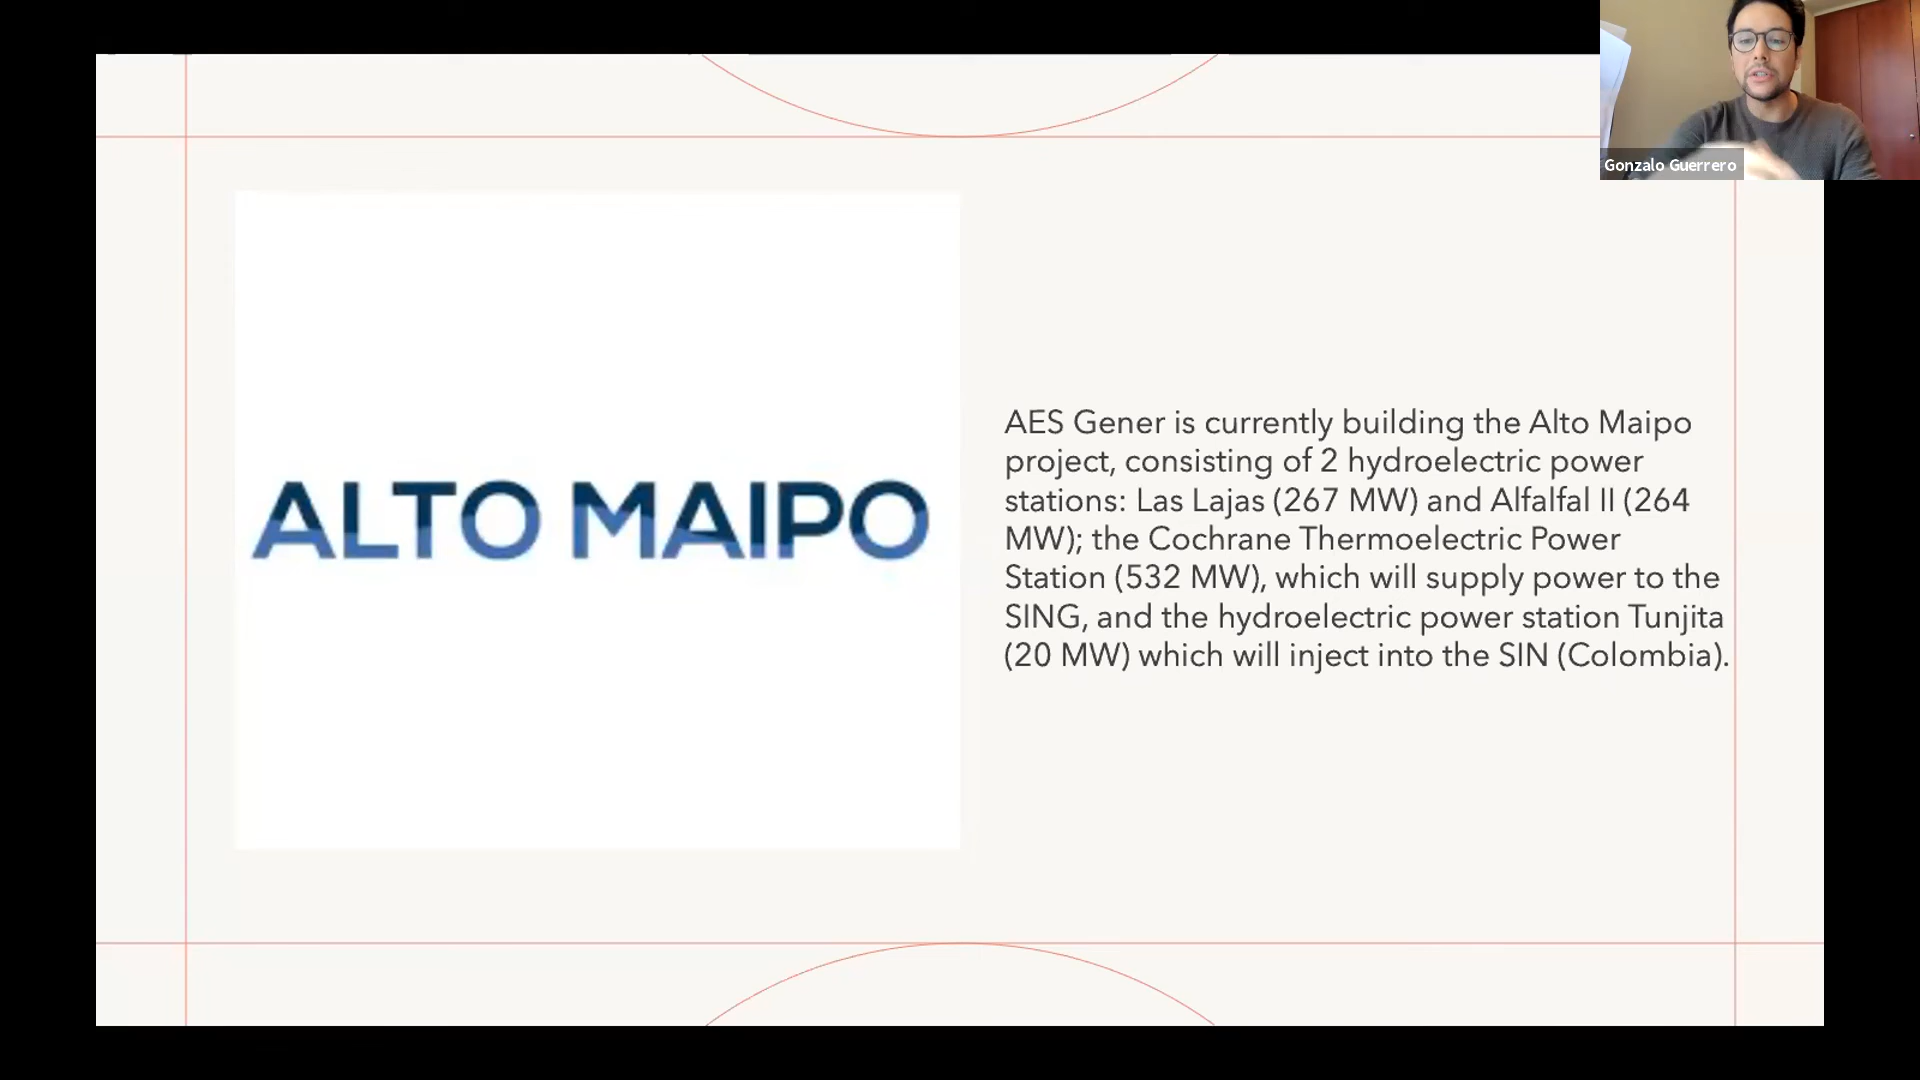 Gonzalo Guerrero
ALTO MAIPO
AES Gener is currently building the Alto Maipo
project, consisting of 2 hydroelectric power
stations: Las Lajas (267 MW) and Alfalfal II (264
MW); the Cochrane Thermoelectric Power
Station (532 MW), which will supply power to the
SING, and the hydroelectric power station Tunjita
(20 MW) which will inject into the SIN (Colombia).